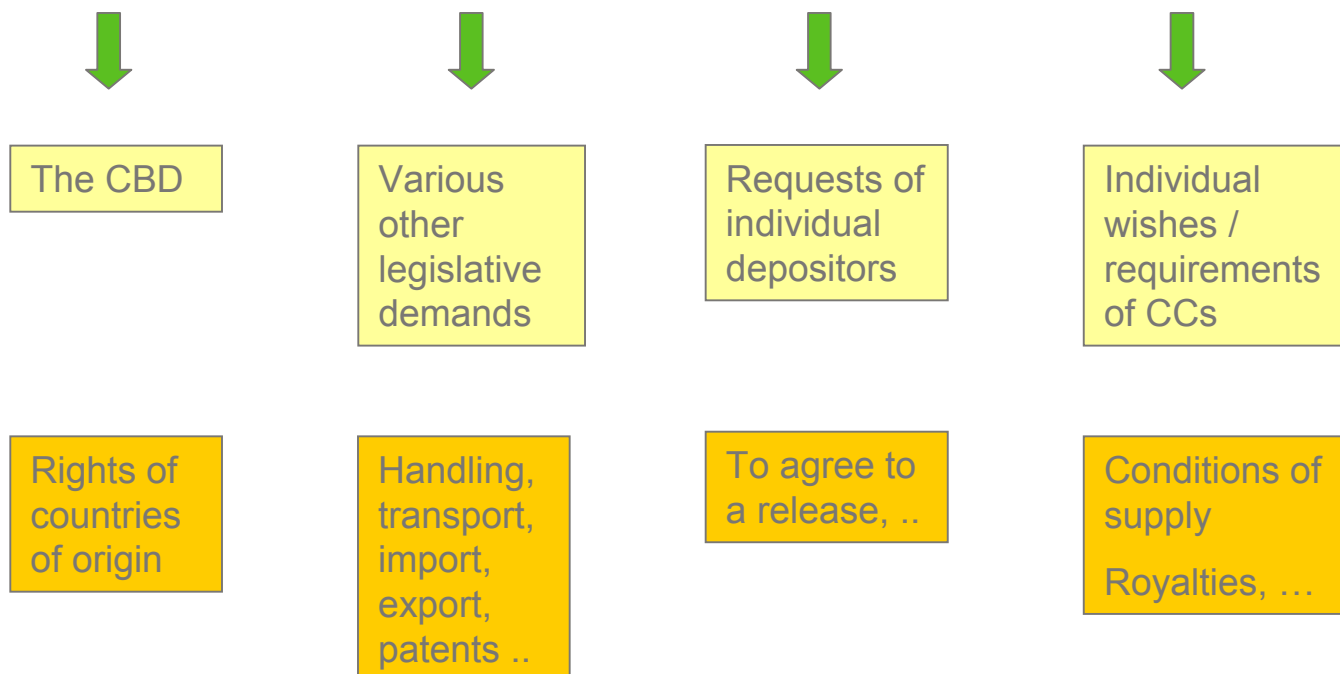 The CBD
Various
other
legislative
demands
Requests of
individual
depositors
Individual
wishes /
requirements
of CCs
Rights of
countries
of origin
Handling,
transport,
import,
export,
patents ..
To agree to
a release, ..
Conditions of
supply
Royalties, …